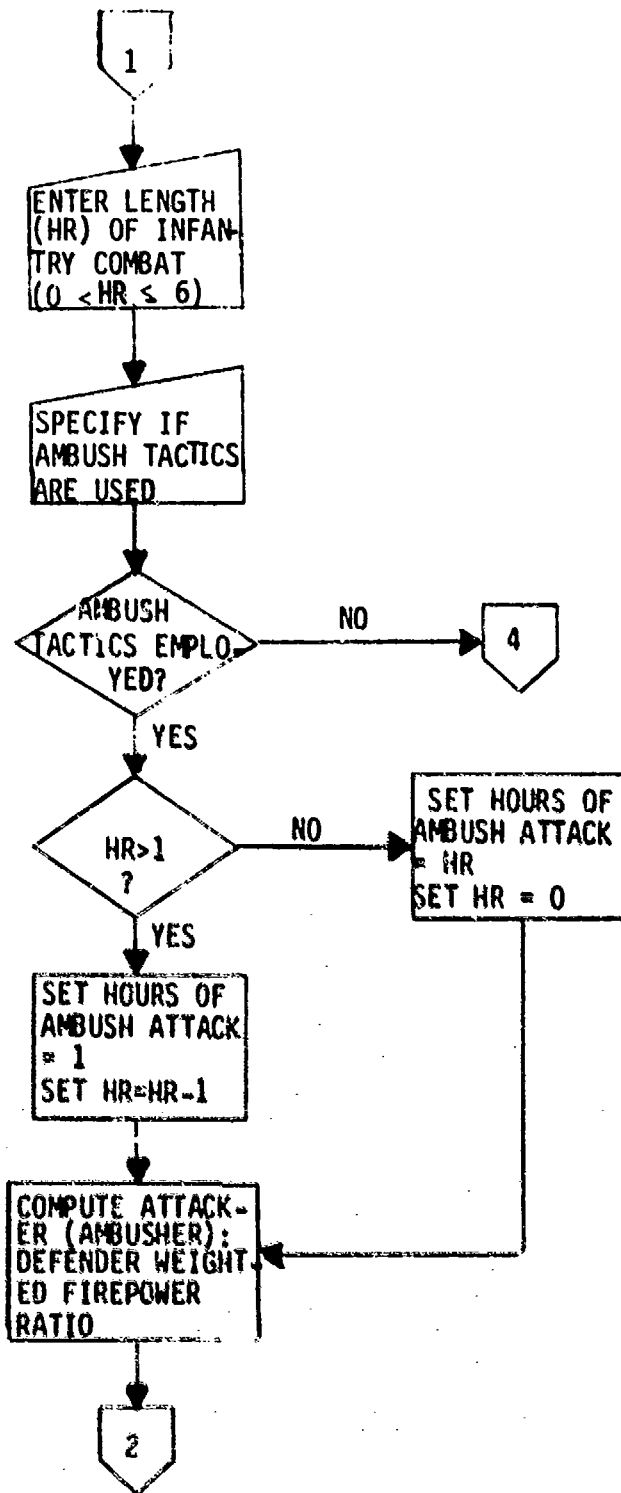 1
ENTER LENGTH
(HR) OF INFAN-
TRY COMBAT
(0 < HR ≤ 6)
SPECIFY IF
AMBUSH TACTICS
ARE USED
AMBUSH
TACTICS EMPLO-
YED?
NO
4
YES
HR>1
?
NO
SET HOURS OF
AMBUSH ATTACK
= HR
SET HR = 0
YES
SET HOURS OF
AMBUSH ATTACK
= 1
SET HR=HR-1
COMPUTE ATTACK-
ER (AMBUSHER):
DEFENDER WEIGHT-
ED FIREPOWER
RATIO
2